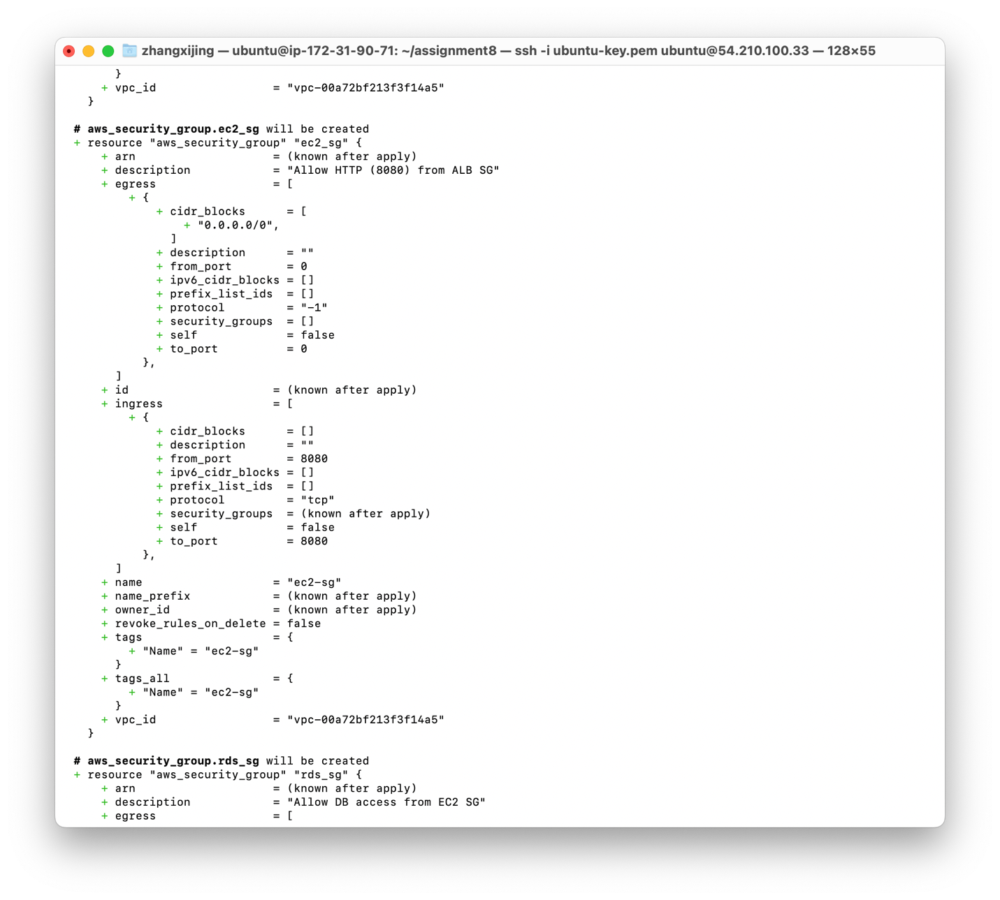 zhangxijing — ubuntu@ip-172-31-90-71: ~/assignment8 — ssh -i ubuntu-key.pem ubuntu@54.210.100.33 — 128×55
        }
      + vpc_id                 = "vpc-00a72bf213f3f14a5"
    }

  # aws_security_group.ec2_sg will be created
  + resource "aws_security_group" "ec2_sg" {
      + arn                    = (known after apply)
      + description            = "Allow HTTP (8080) from ALB SG"
      + egress                 = [
          + {
              + cidr_blocks      = [
                  + "0.0.0.0/0",
                ]
              + description      = ""
              + from_port        = 0
              + ipv6_cidr_blocks = []
              + prefix_list_ids  = []
              + protocol         = "-1"
              + security_groups  = []
              + self             = false
              + to_port          = 0
            },
        ]
      + id                     = (known after apply)
      + ingress                = [
          + {
              + cidr_blocks      = []
              + description      = ""
              + from_port        = 8080
              + ipv6_cidr_blocks = []
              + prefix_list_ids  = []
              + protocol         = "tcp"
              + security_groups  = (known after apply)
              + self             = false
              + to_port          = 8080
            },
        ]
      + name                   = "ec2-sg"
      + name_prefix            = (known after apply)
      + owner_id               = (known after apply)
      + revoke_rules_on_delete = false
      + tags                   = {
          + "Name" = "ec2-sg"
        }
      + tags_all               = {
          + "Name" = "ec2-sg"
        }
      + vpc_id                 = "vpc-00a72bf213f3f14a5"
    }

  # aws_security_group.rds_sg will be created
  + resource "aws_security_group" "rds_sg" {
      + arn                    = (known after apply)
      + description            = "Allow DB access from EC2 SG"
      + egress                 = [